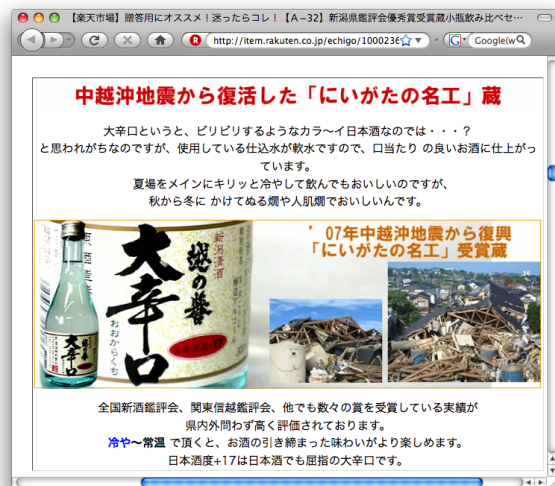 【楽天市場】贈答用にオススメ！迷ったらコレ！【A-32】新潟県鑑評会優秀賞受賞蔵小瓶飲み比べセ…
http://item.rakuten.co.jp/echigo/1000236
Google(w
中越沖地震から復活した「にいがたの名工」蔵
大辛口というと、ピリピリするようなカラ〜イ日本酒なのでは・・・？
と思われがちなのですが、使用している仕込水が軟水ですので、口当たり の良いお酒に仕上がっ
ています。
夏場をメインにキリッと冷やして飲んでもおいしいのですが、
秋から冬に かけてぬる燗や人肌燗でおいしいんです。
'07年中越沖地震から復興
「にいがたの名工」受賞蔵
新潟清酒
越の誉
大辛口
おおからくち
越の誉
大辛口
全国新酒鑑評会、関東信越鑑評会、他でも数々の賞を受賞している実績が
県内外問わず高く評価されております。
冷や〜常温 で頂くと、お酒の引き締まった味わいがより楽しめます。
日本酒度+17は日本酒でも屈指の大辛口です。